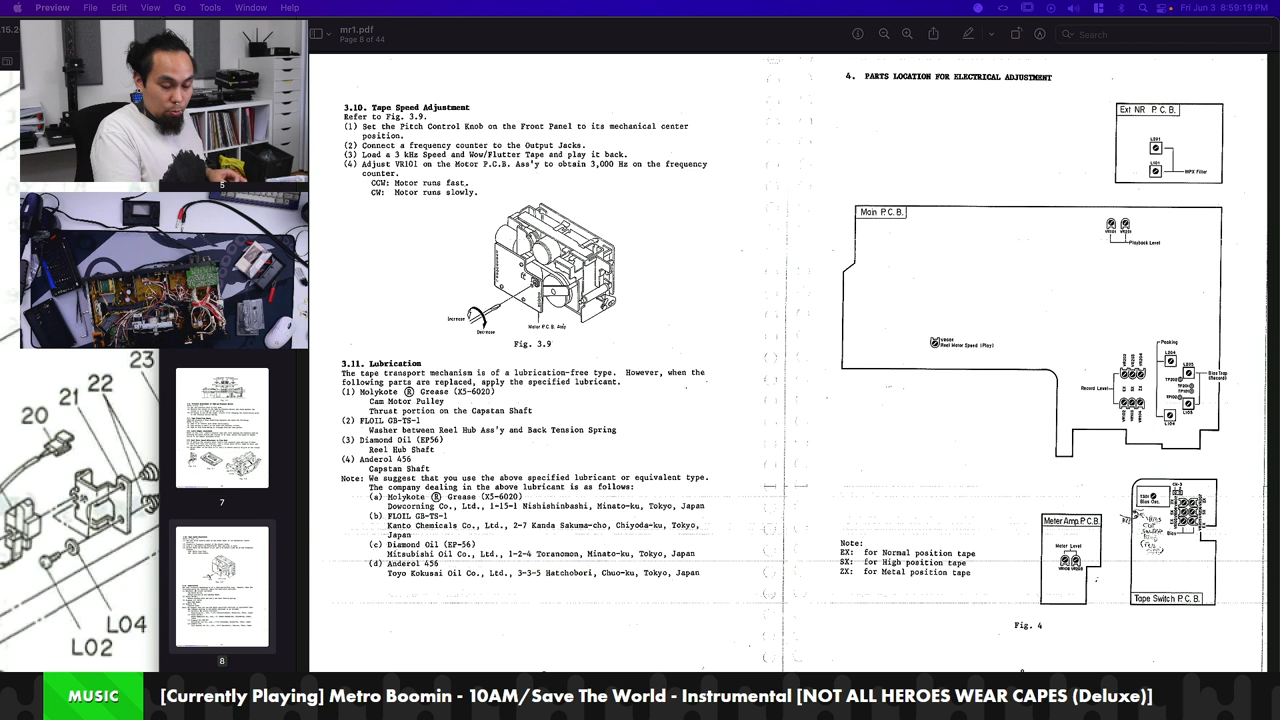 Preview File Edit View Go Tools Window Help
Fri Jun 3 8:59:19 PM
mr1.pdf
Page 8 of 44
Search
3.10. Tape Speed Adjustment
Refer to Fig. 3.9.
(1) Set the Pitch Control Knob on the Front Panel to its mechanical center
position.
(2) Connect a frequency counter to the Output Jacks.
(3) Load a 3 kHz Speed and Wow/Flutter Tape and play it back.
(4) Adjust VR101 on the Motor P.C.B. Ass'y to obtain 3,000 Hz on the frequency
counter.
CCW: Motor runs fast.
CW: Motor runs slowly.
Increase
Decrease
Motor P.C.B. Ass'y
Fig. 3.9
3.11. Lubrication
The tape transport mechanism is of a lubrication-free type. However, when the
following parts are replaced, apply the specified lubricant.
(1) Molykote ® Grease (X5-6020)
Cam Motor Pulley
Thrust portion on the Capstan Shaft
(2) FLOIL GB-TS-1
Washer between Reel Hub Ass'y and Back Tension Spring
(3) Diamond Oil (EP56)
Reel Hub Shaft
(4) Anderol 456
Capstan Shaft
Note: We suggest that you use the above specified lubricant or equivalent type.
The company dealing in the above lubricant is as follows:
(a) Molykote ® Grease (X5-6020)
Dowcorning Co., Ltd., 1-15-1 Nishishinbashi, Minato-ku, Tokyo, Japan
(b) FLOIL GB-TS-1
Kanto Chemicals Co., Ltd., 2-7 Kanda Sakuma-cho, Chiyoda-ku, Tokyo,
Japan
(c) Diamond Oil (EP-56)
Mitsubishi Oil Co., Ltd., 1-2-4 Toranomon, Minato-ku, Tokyo, Japan
(d) Anderol 456
Toyo Kokusai Oil Co., Ltd., 3-3-5 Hatchobori, Chuo-ku, Tokyo, Japan
4. PARTS LOCATION FOR ELECTRICAL ADJUSTMENT
Ext NR P.C.B.
L201
L101
MPX Filter
Main P.C.B.
Playback Level
Reel Motor Speed (Play)
Peaking
Bias Trap
(Record)
Record Level
Meter Amp. P.C.B.
Meter Level
Bias Osc.
Bias
Tape Switch P.C.B.
Note:
EX: for Normal position tape
SX: for High position tape
ZX: for Metal position tape
Fig. 4
23
22
21
20
L04
L02
7
8
MUSIC
[Currently Playing] Metro Boomin - 10AM/Save The World - Instrumental [NOT ALL HEROES WEAR CAPES (Deluxe)]